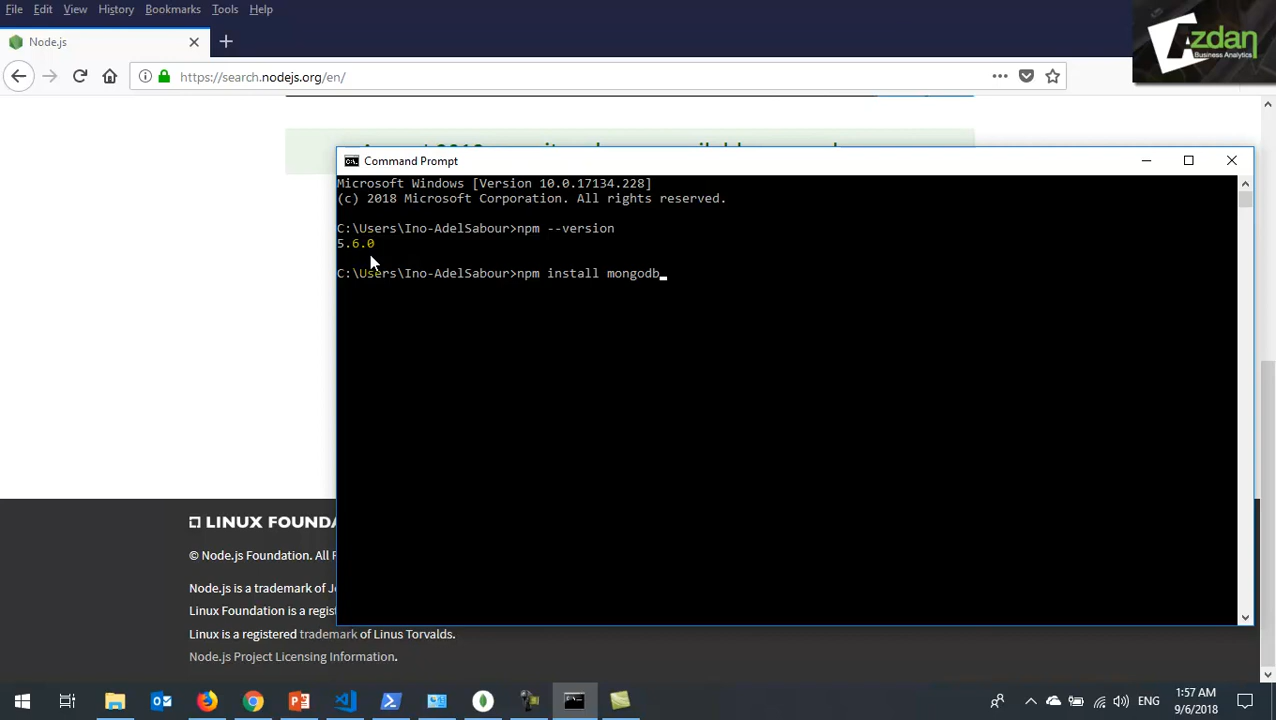 File Edit View History Bookmarks Tools Help
Node.js
https://search.nodejs.org/en/
Azdan
Business Analytics
Command Prompt
Microsoft Windows [Version 10.0.17134.228]
(c) 2018 Microsoft Corporation. All rights reserved.
C:\Users\Ino-AdelSabour>npm --version
5.6.0
C:\Users\Ino-AdelSabour>npm install mongodb_
LINUX FOUNDA
© Node.js Foundation. All
Node.js is a trademark of
Linux Foundation is a
Linux is a registered trademark of Linus Torvalds.
Node.js Project Licensing Information.
ENG
1:57 AM
9/6/2018